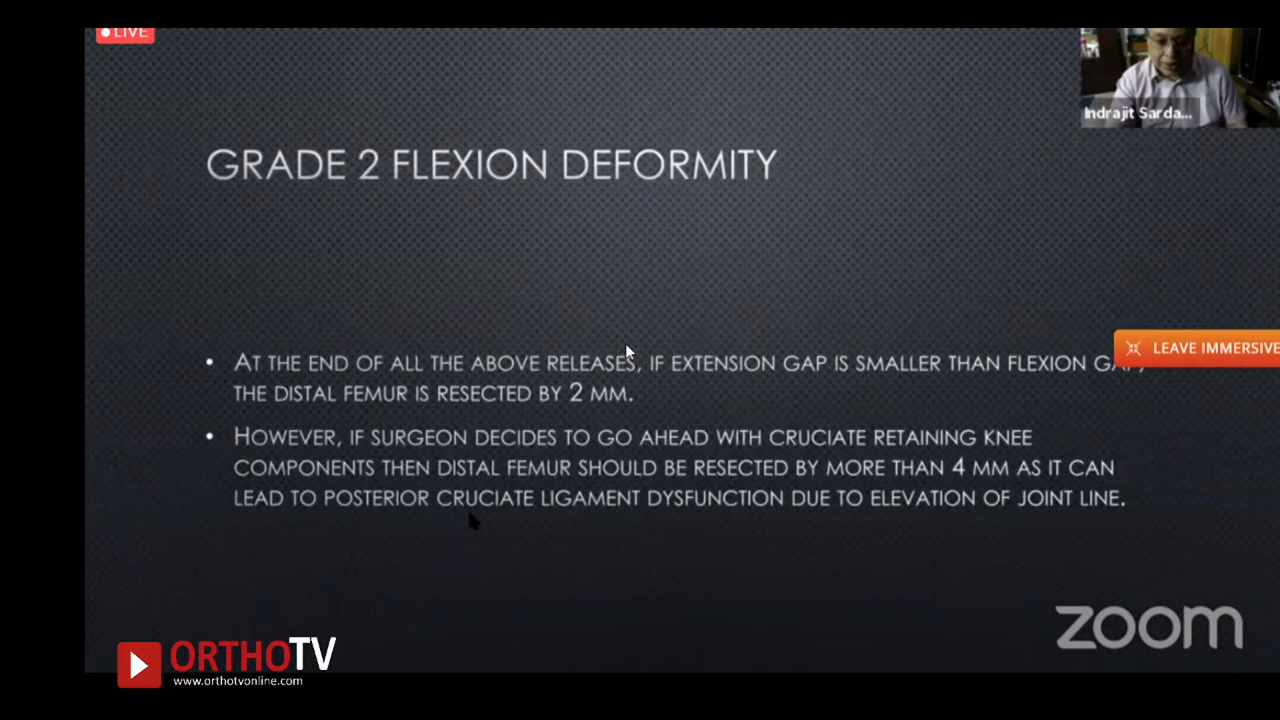 LIVE
Indrajit Sarda...
GRADE 2 FLEXION DEFORMITY
LEAVE IMMERSIVE
• AT THE END OF ALL THE ABOVE RELEASES, IF EXTENSION GAP IS SMALLER THAN FLEXION GAP,
THE DISTAL FEMUR IS RESECTED BY 2 MM.
• HOWEVER, IF SURGEON DECIDES TO GO AHEAD WITH CRUCIATE RETAINING KNEE
COMPONENTS THEN DISTAL FEMUR SHOULD BE RESECTED BY MORE THAN 4 MM AS IT CAN
LEAD TO POSTERIOR CRUCIATE LIGAMENT DYSFUNCTION DUE TO ELEVATION OF JOINT LINE.
zoom
ORTHOTV
www.orthotvonline.com